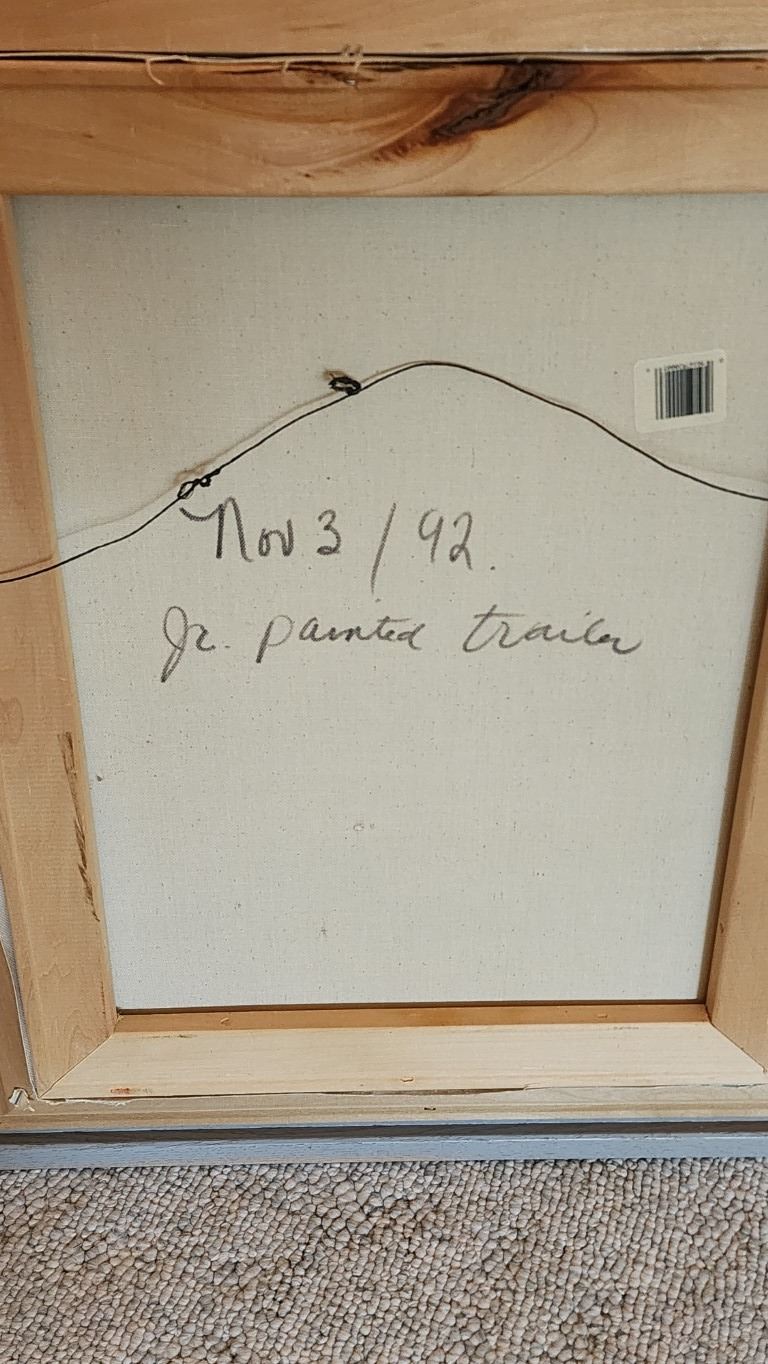 Nov 3 / 92.
Jr. painted trailer